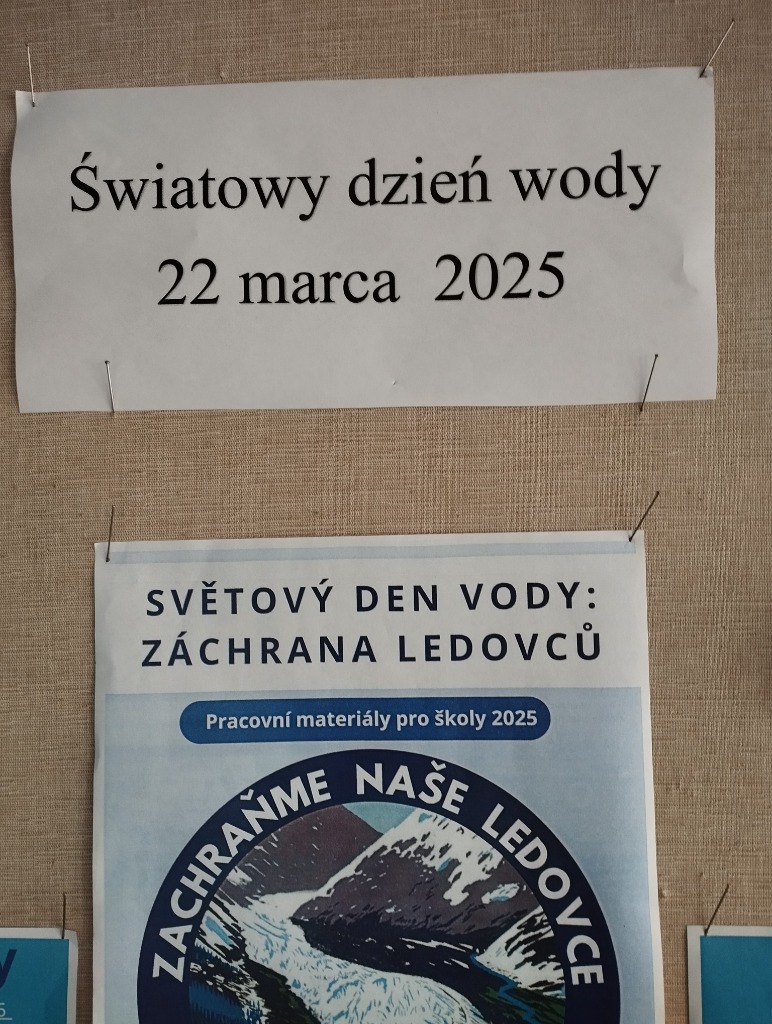 Światowy dzień wody
22 marca 2025
SVĚTOVÝ DEN VODY:
ZÁCHRANA LEDOVCŮ
Pracovní materiály pro školy 2025
ZACHRAŇME NAŠE LEDOVCE